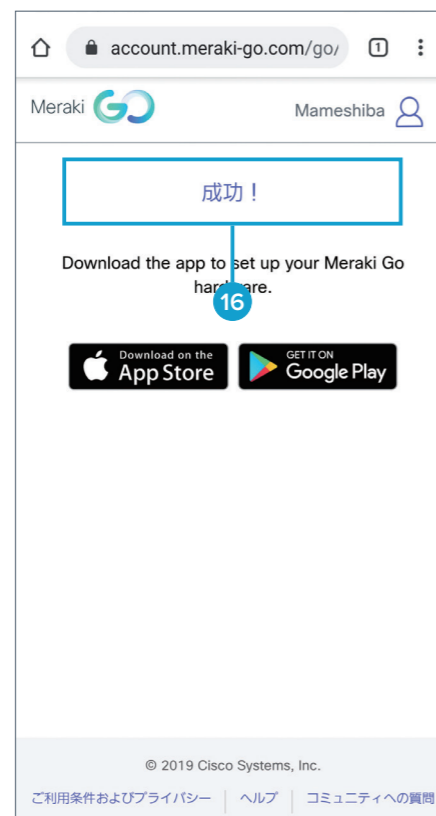 account.meraki-go.com/go/
1
Meraki GO
Mameshiba
成功！
Download the app to set up your Meraki Go
hardware.
16
Download on the
App Store
GET IT ON
Google Play
© 2019 Cisco Systems, Inc.
ご利用条件およびプライバシー | ヘルプ | コミュニティへの質問